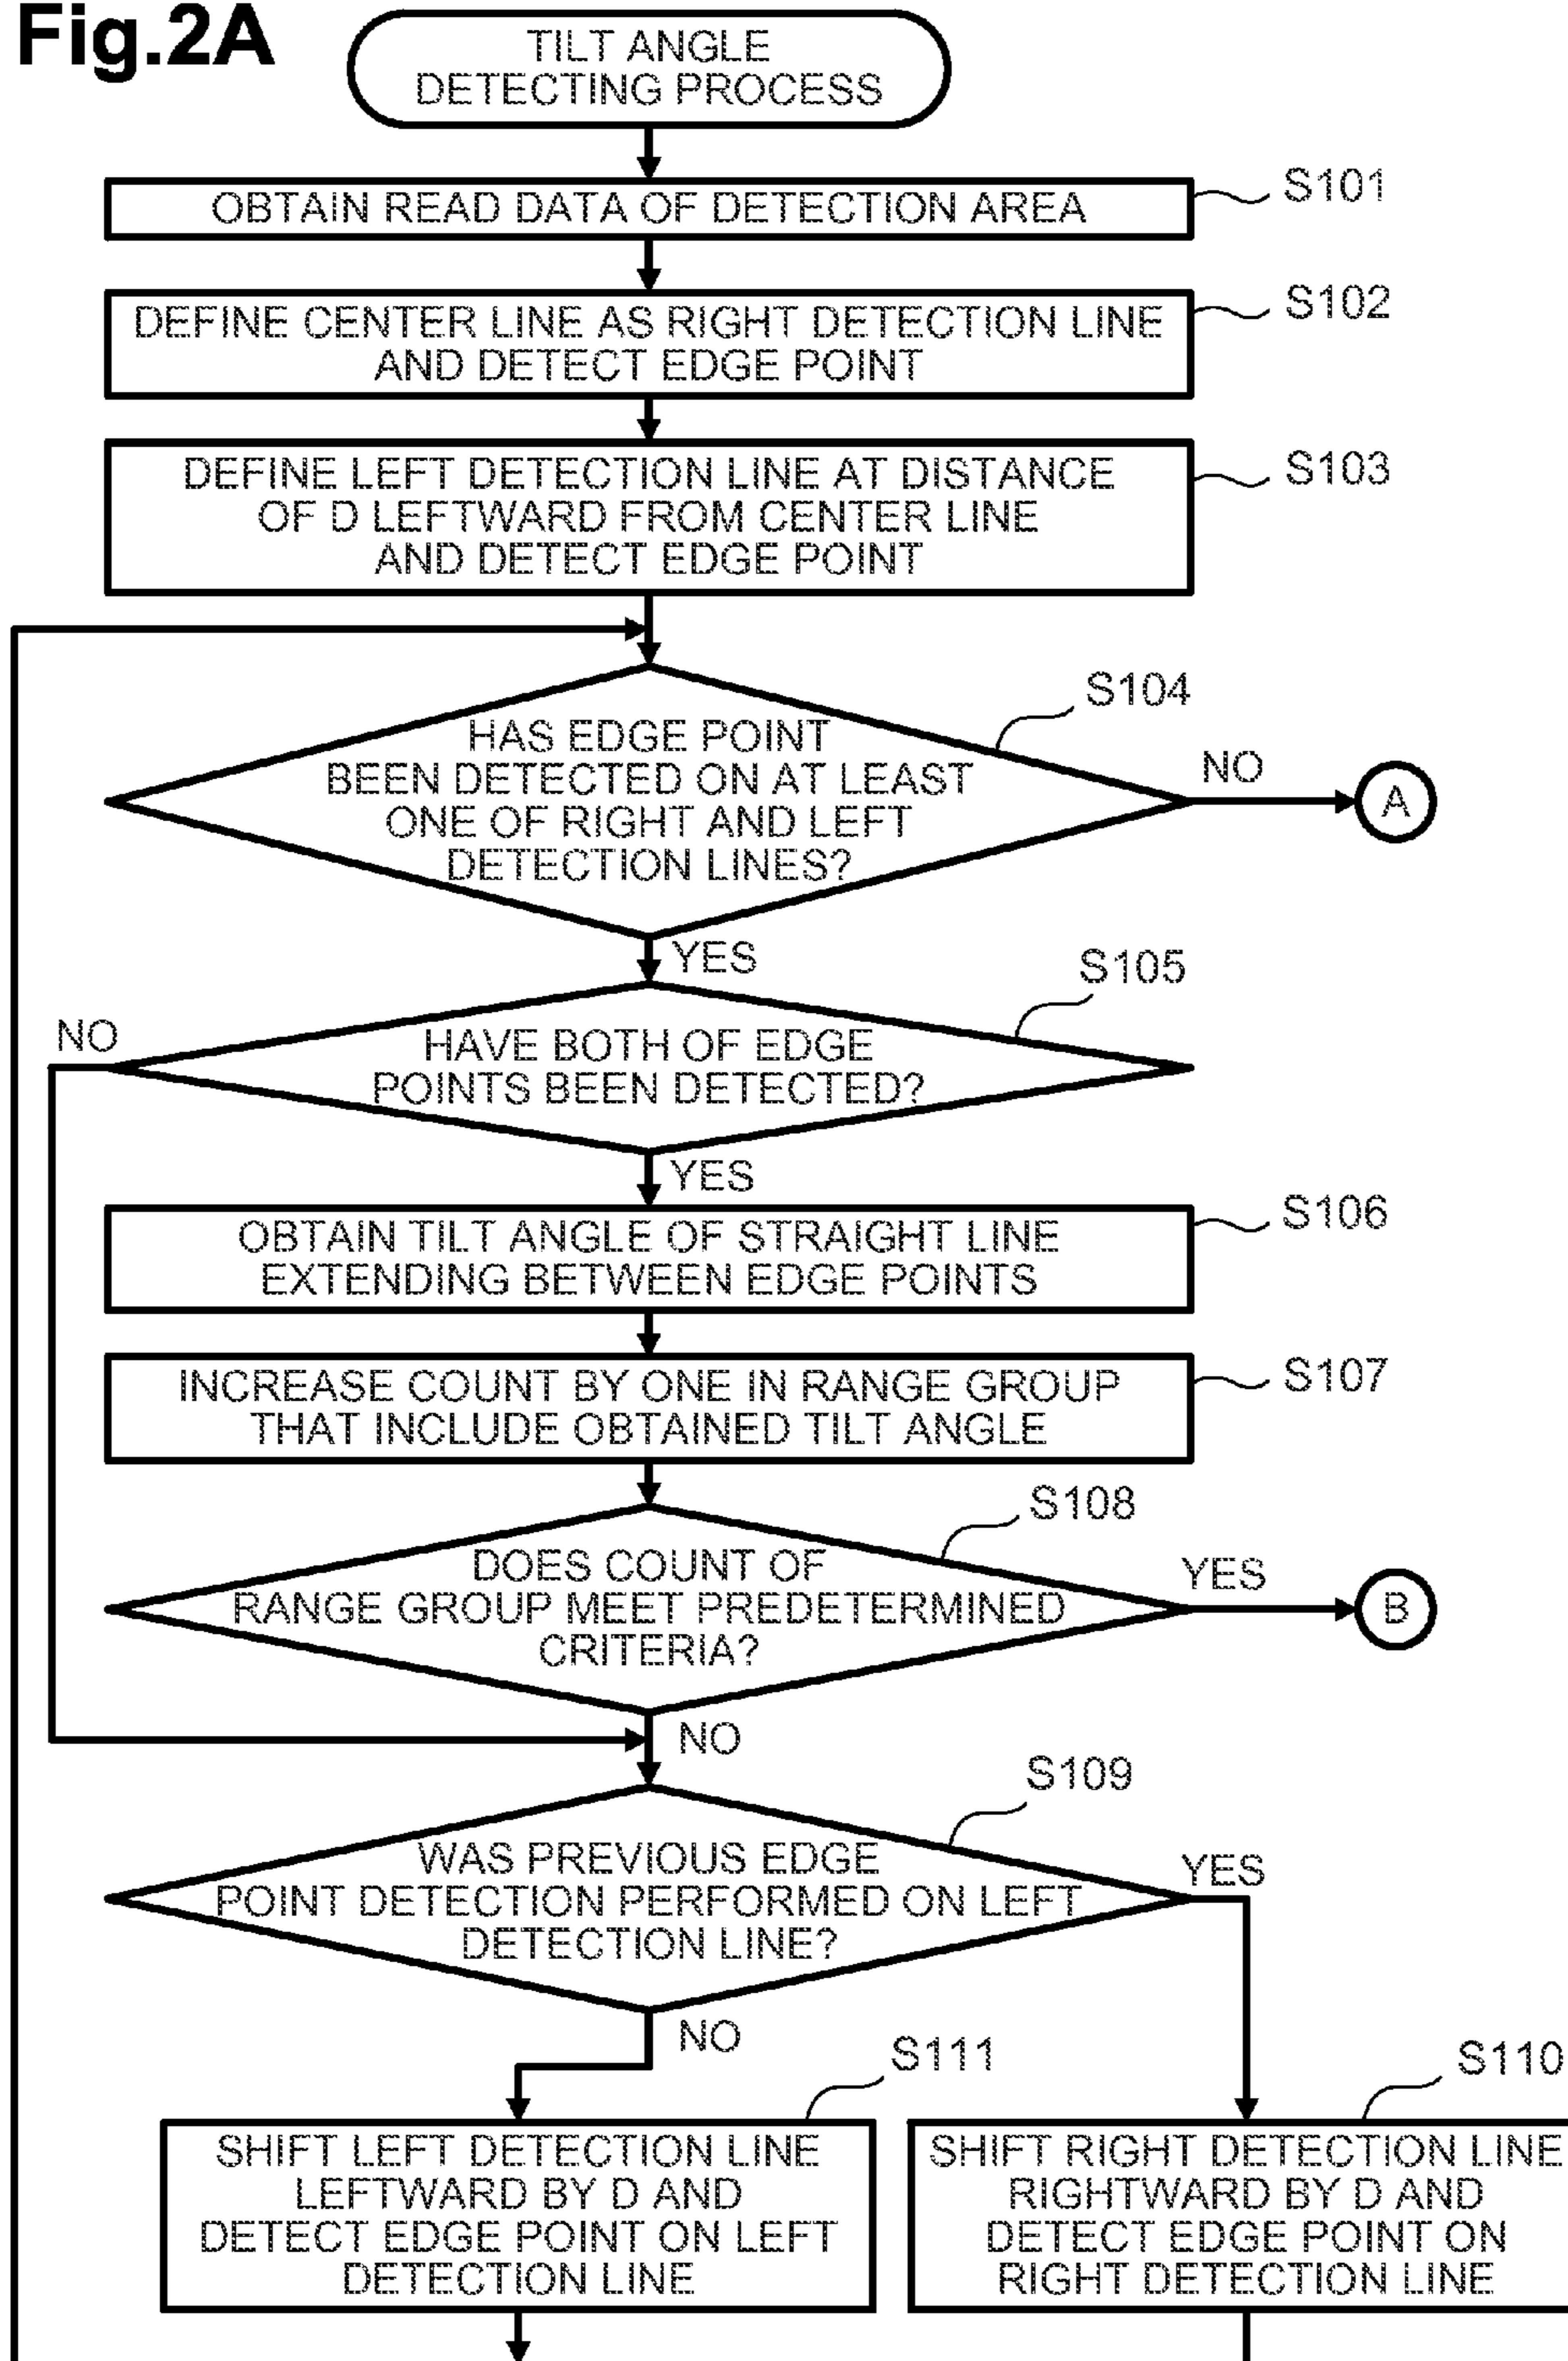 Fig.2A
TILT ANGLE
DETECTING PROCESS
OBTAIN READ DATA OF DETECTION AREA
S101
DEFINE CENTER LINE AS RIGHT DETECTION LINE
AND DETECT EDGE POINT
S102
DEFINE LEFT DETECTION LINE AT DISTANCE
OF D LEFTWARD FROM CENTER LINE
AND DETECT EDGE POINT
S103
S104
HAS EDGE POINT
BEEN DETECTED ON AT LEAST
ONE OF RIGHT AND LEFT
DETECTION LINES?
NO
A
YES
S105
NO
HAVE BOTH OF EDGE
POINTS BEEN DETECTED?
YES
OBTAIN TILT ANGLE OF STRAIGHT LINE
EXTENDING BETWEEN EDGE POINTS
S106
INCREASE COUNT BY ONE IN RANGE GROUP
THAT INCLUDE OBTAINED TILT ANGLE
S107
S108
DOES COUNT OF
RANGE GROUP MEET PREDETERMINED
CRITERIA?
YES
B
NO
S109
WAS PREVIOUS EDGE
POINT DETECTION PERFORMED ON LEFT
DETECTION LINE?
YES
NO
S111
SHIFT LEFT DETECTION LINE
LEFTWARD BY D AND
DETECT EDGE POINT ON LEFT
DETECTION LINE
S110
SHIFT RIGHT DETECTION LINE
RIGHTWARD BY D AND
DETECT EDGE POINT ON
RIGHT DETECTION LINE